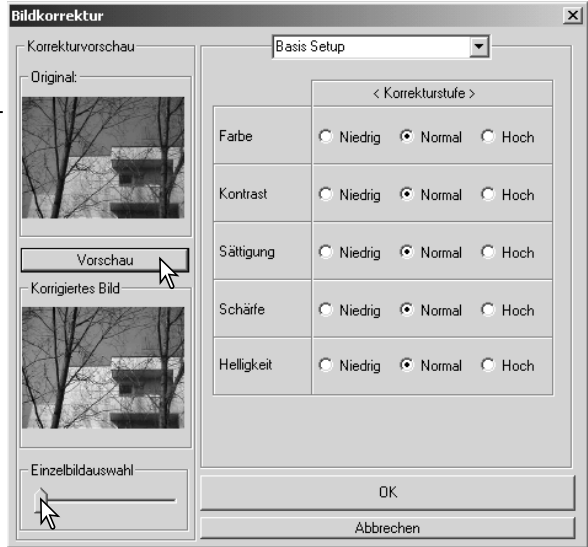 Bildkorrektur
Korrekturvorschau
Original:
Vorschau
Korrigiertes Bild
Einzelbildauswahl
Basis Setup
< Korrekturstufe >
Farbe Niedrig Normal Hoch
Kontrast Niedrig Normal Hoch
Sättigung Niedrig Normal Hoch
Schärfe Niedrig Normal Hoch
Helligkeit Niedrig Normal Hoch
OK
Abbrechen